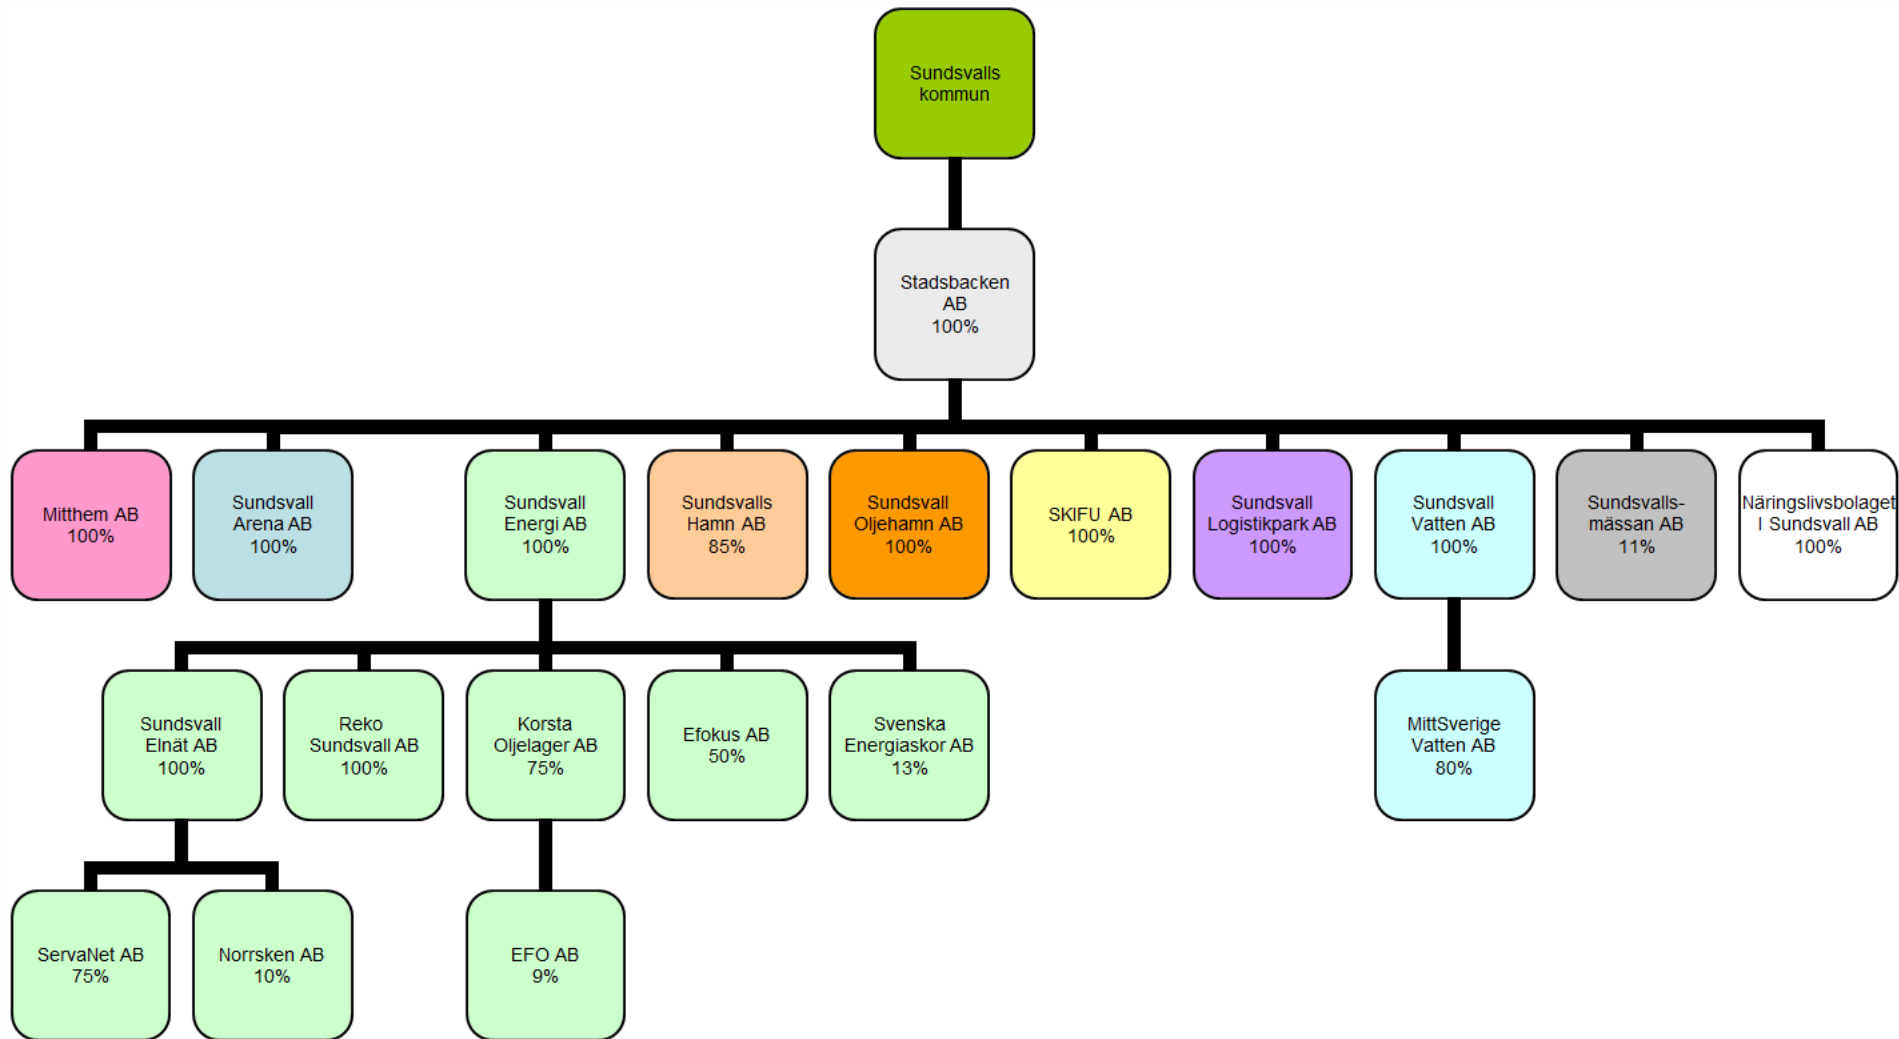 Sundsvalls
kommun
Stadsbacken
AB
100%
Mitthem AB
100%
Sundsvall
Arena AB
100%
Sundsvall
Energi AB
100%
Sundsvalls
Hamn AB
85%
Sundsvall
Oljehamn AB
100%
SKIFU AB
100%
Sundsvall
Logistikpark AB
100%
Sundsvall
Vatten AB
100%
Sundsvalls-
mässan AB
11%
Näringslivsbolaget
I Sundsvall AB
100%
Sundsvall
Elnät AB
100%
Reko
Sundsvall AB
100%
Korsta
Oljelager AB
75%
Efokus AB
50%
Svenska
Energiaskor AB
13%
MittSverige
Vatten AB
80%
ServaNet AB
75%
Norrsken AB
10%
EFO AB
9%